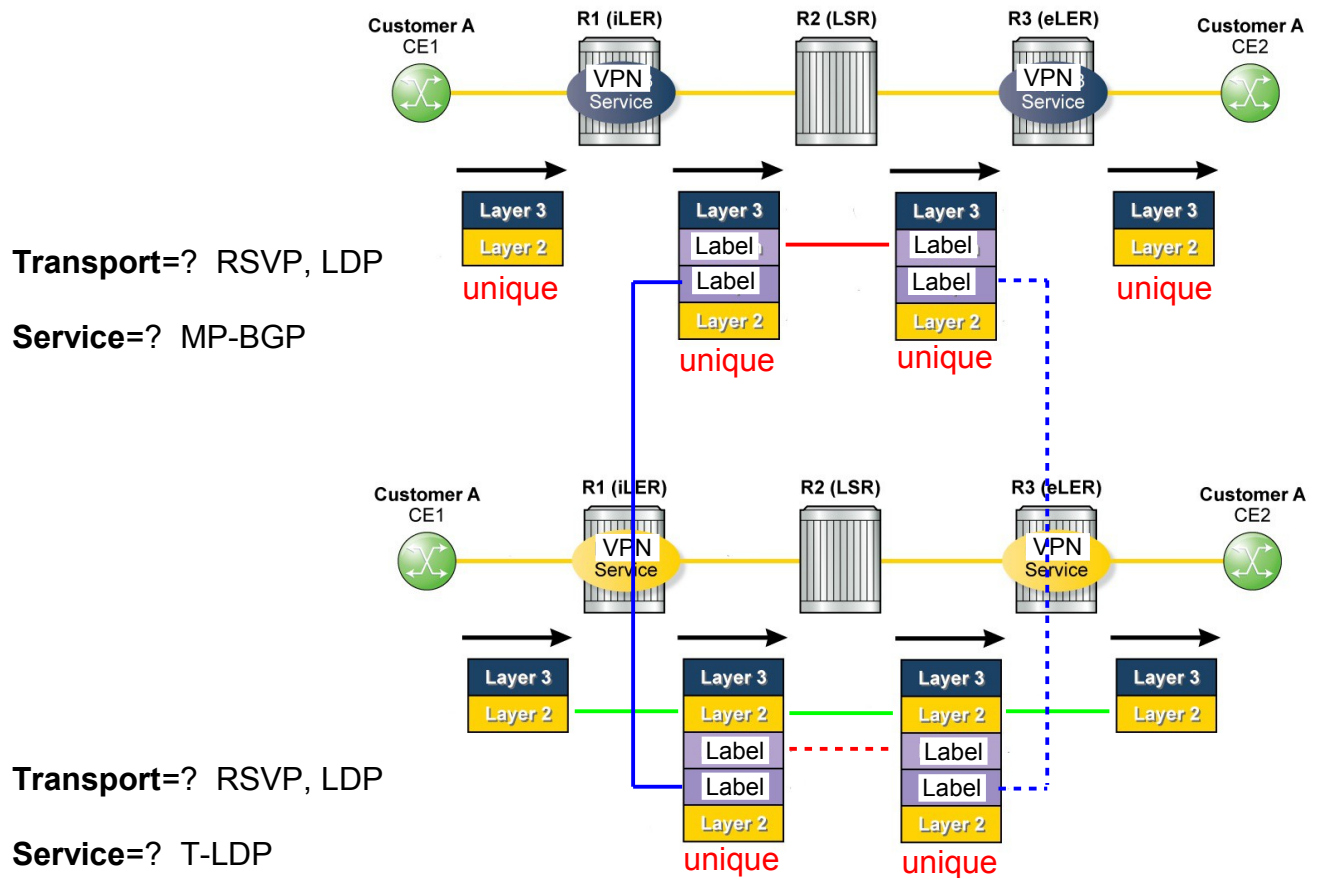 Customer A
CE1
R1 (iLER)
R2 (LSR)
R3 (eLER)
Customer A
CE2
VPN
Service
VPN
Service
Layer 3
Layer 2
unique
Layer 3
Label
Label
Layer 2
unique
Layer 3
Label
Label
Layer 2
unique
Layer 3
Layer 2
unique
Transport=? RSVP, LDP
Service=? MP-BGP
Customer A
CE1
R1 (iLER)
R2 (LSR)
R3 (eLER)
Customer A
CE2
VPN
Service
VPN
Service
Layer 3
Layer 2
Layer 3
Layer 2
Label
Label
Layer 2
unique
Layer 3
Layer 2
Label
Label
Layer 2
unique
Layer 3
Layer 2
Transport=? RSVP, LDP
Service=? T-LDP